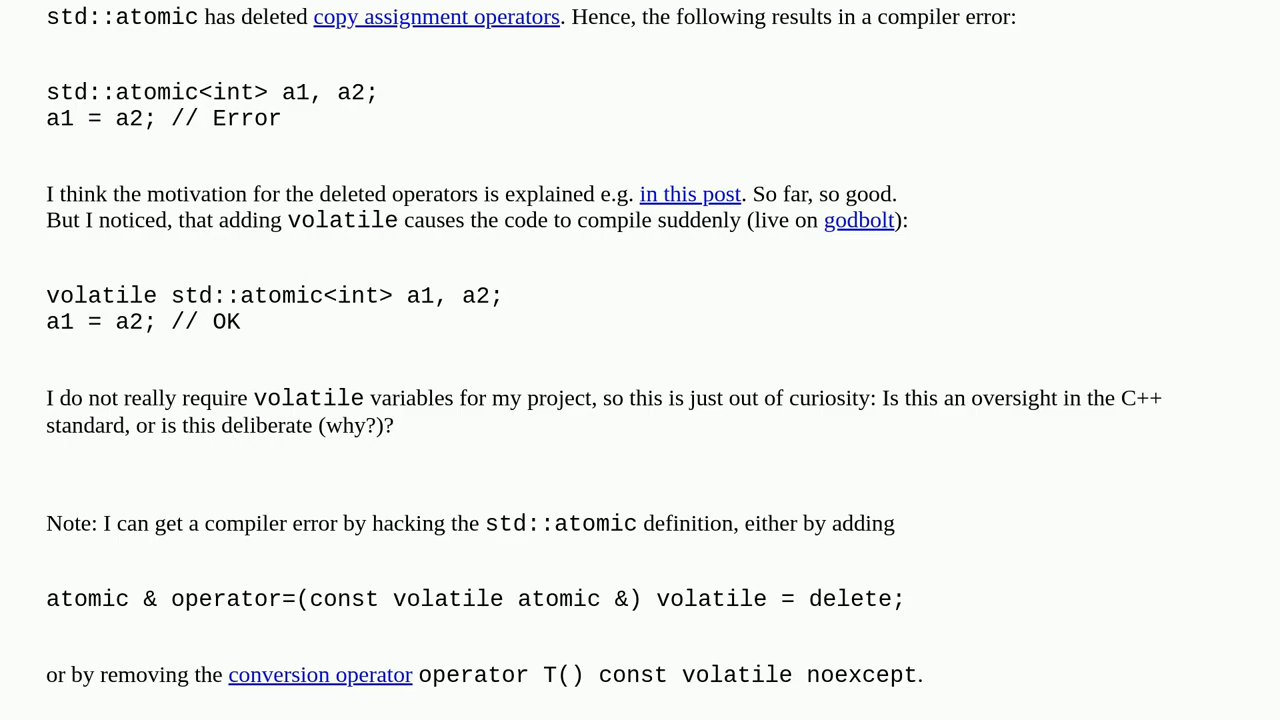 std::atomic has deleted copy assignment operators. Hence, the following results in a compiler error:
std::atomic<int> a1, a2;
a1 = a2; // Error
I think the motivation for the deleted operators is explained e.g. in this post. So far, so good.
But I noticed, that adding volatile causes the code to compile suddenly (live on godbolt):
volatile std::atomic<int> a1, a2;
a1 = a2; // OK
I do not really require volatile variables for my project, so this is just out of curiosity: Is this an oversight in the C++
standard, or is this deliberate (why?)?
Note: I can get a compiler error by hacking the std::atomic definition, either by adding
atomic & operator=(const volatile atomic &) volatile = delete;
or by removing the conversion operator operator T() const volatile noexcept.